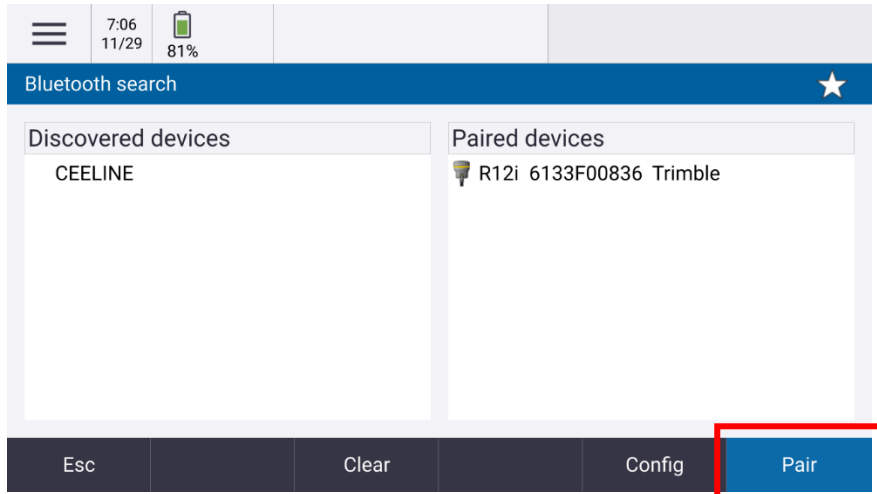 7:06
11/29
81%
Bluetooth search
Discovered devices
CEELINE
Paired devices
R12i 6133F00836 Trimble
Esc Clear Config Pair